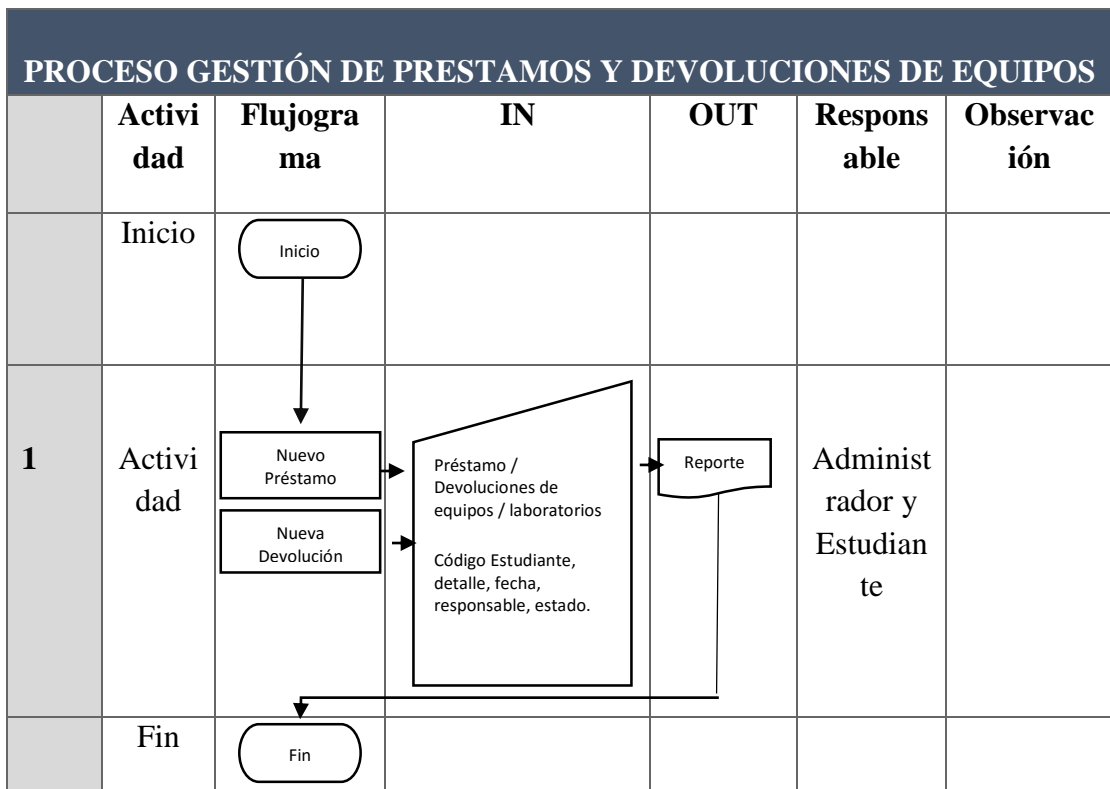 PROCESO GESTIÓN DE PRESTAMOS Y DEVOLUCIONES DE EQUIPOS
Activi
dad
Flujogra
ma
IN
OUT
Respons
able
Observac
ión
Inicio
Inicio
1
Activi
dad
Nuevo
Préstamo
Nueva
Devolución
Préstamo /
Devoluciones de
equipos / laboratorios
Código Estudiante,
detalle, fecha,
responsable, estado.
Reporte
Administ
rador y
Estudian
te
Fin
Fin